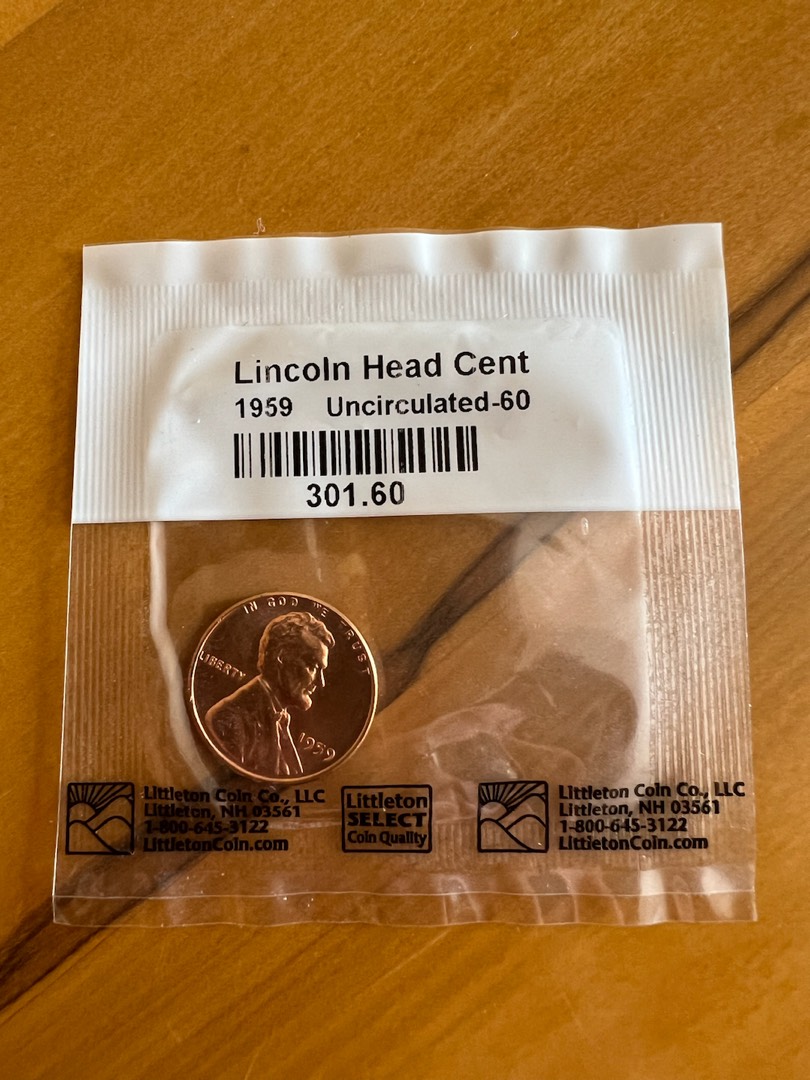 Lincoln Head Cent
1959 Uncirculated-60
301.60
IN GOD WE TRUST
LIBERTY
1959
Littleton Coin Co., LLC
Littleton, NH 03561
1-800-645-3122
LittletonCoin.com
Littleton
SELECT
Coin Quality
Littleton Coin Co., LLC
Littleton, NH 03561
1-800-645-3122
LittletonCoin.com